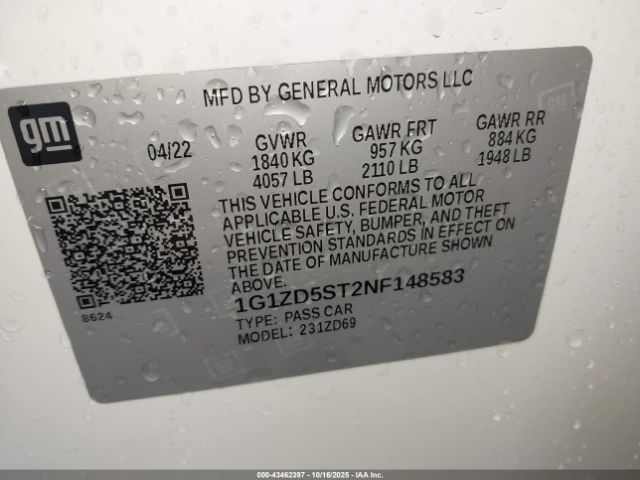 MFD BY GENERAL MOTORS LLC
gm
04/22
GVWR
1840 KG
4057 LB
GAWR FRT
957 KG
2110 LB
GAWR RR
884 KG
1948 LB
THIS VEHICLE CONFORMS TO ALL
APPLICABLE U.S. FEDERAL MOTOR
VEHICLE SAFETY, BUMPER, AND THEFT
PREVENTION STANDARDS IN EFFECT ON
THE DATE OF MANUFACTURE SHOWN
ABOVE.
8624
1G1ZD5ST2NF148583
TYPE: PASS CAR
MODEL: 231ZD69
000-43462397 - 10/16/2025 - IAAI.CA